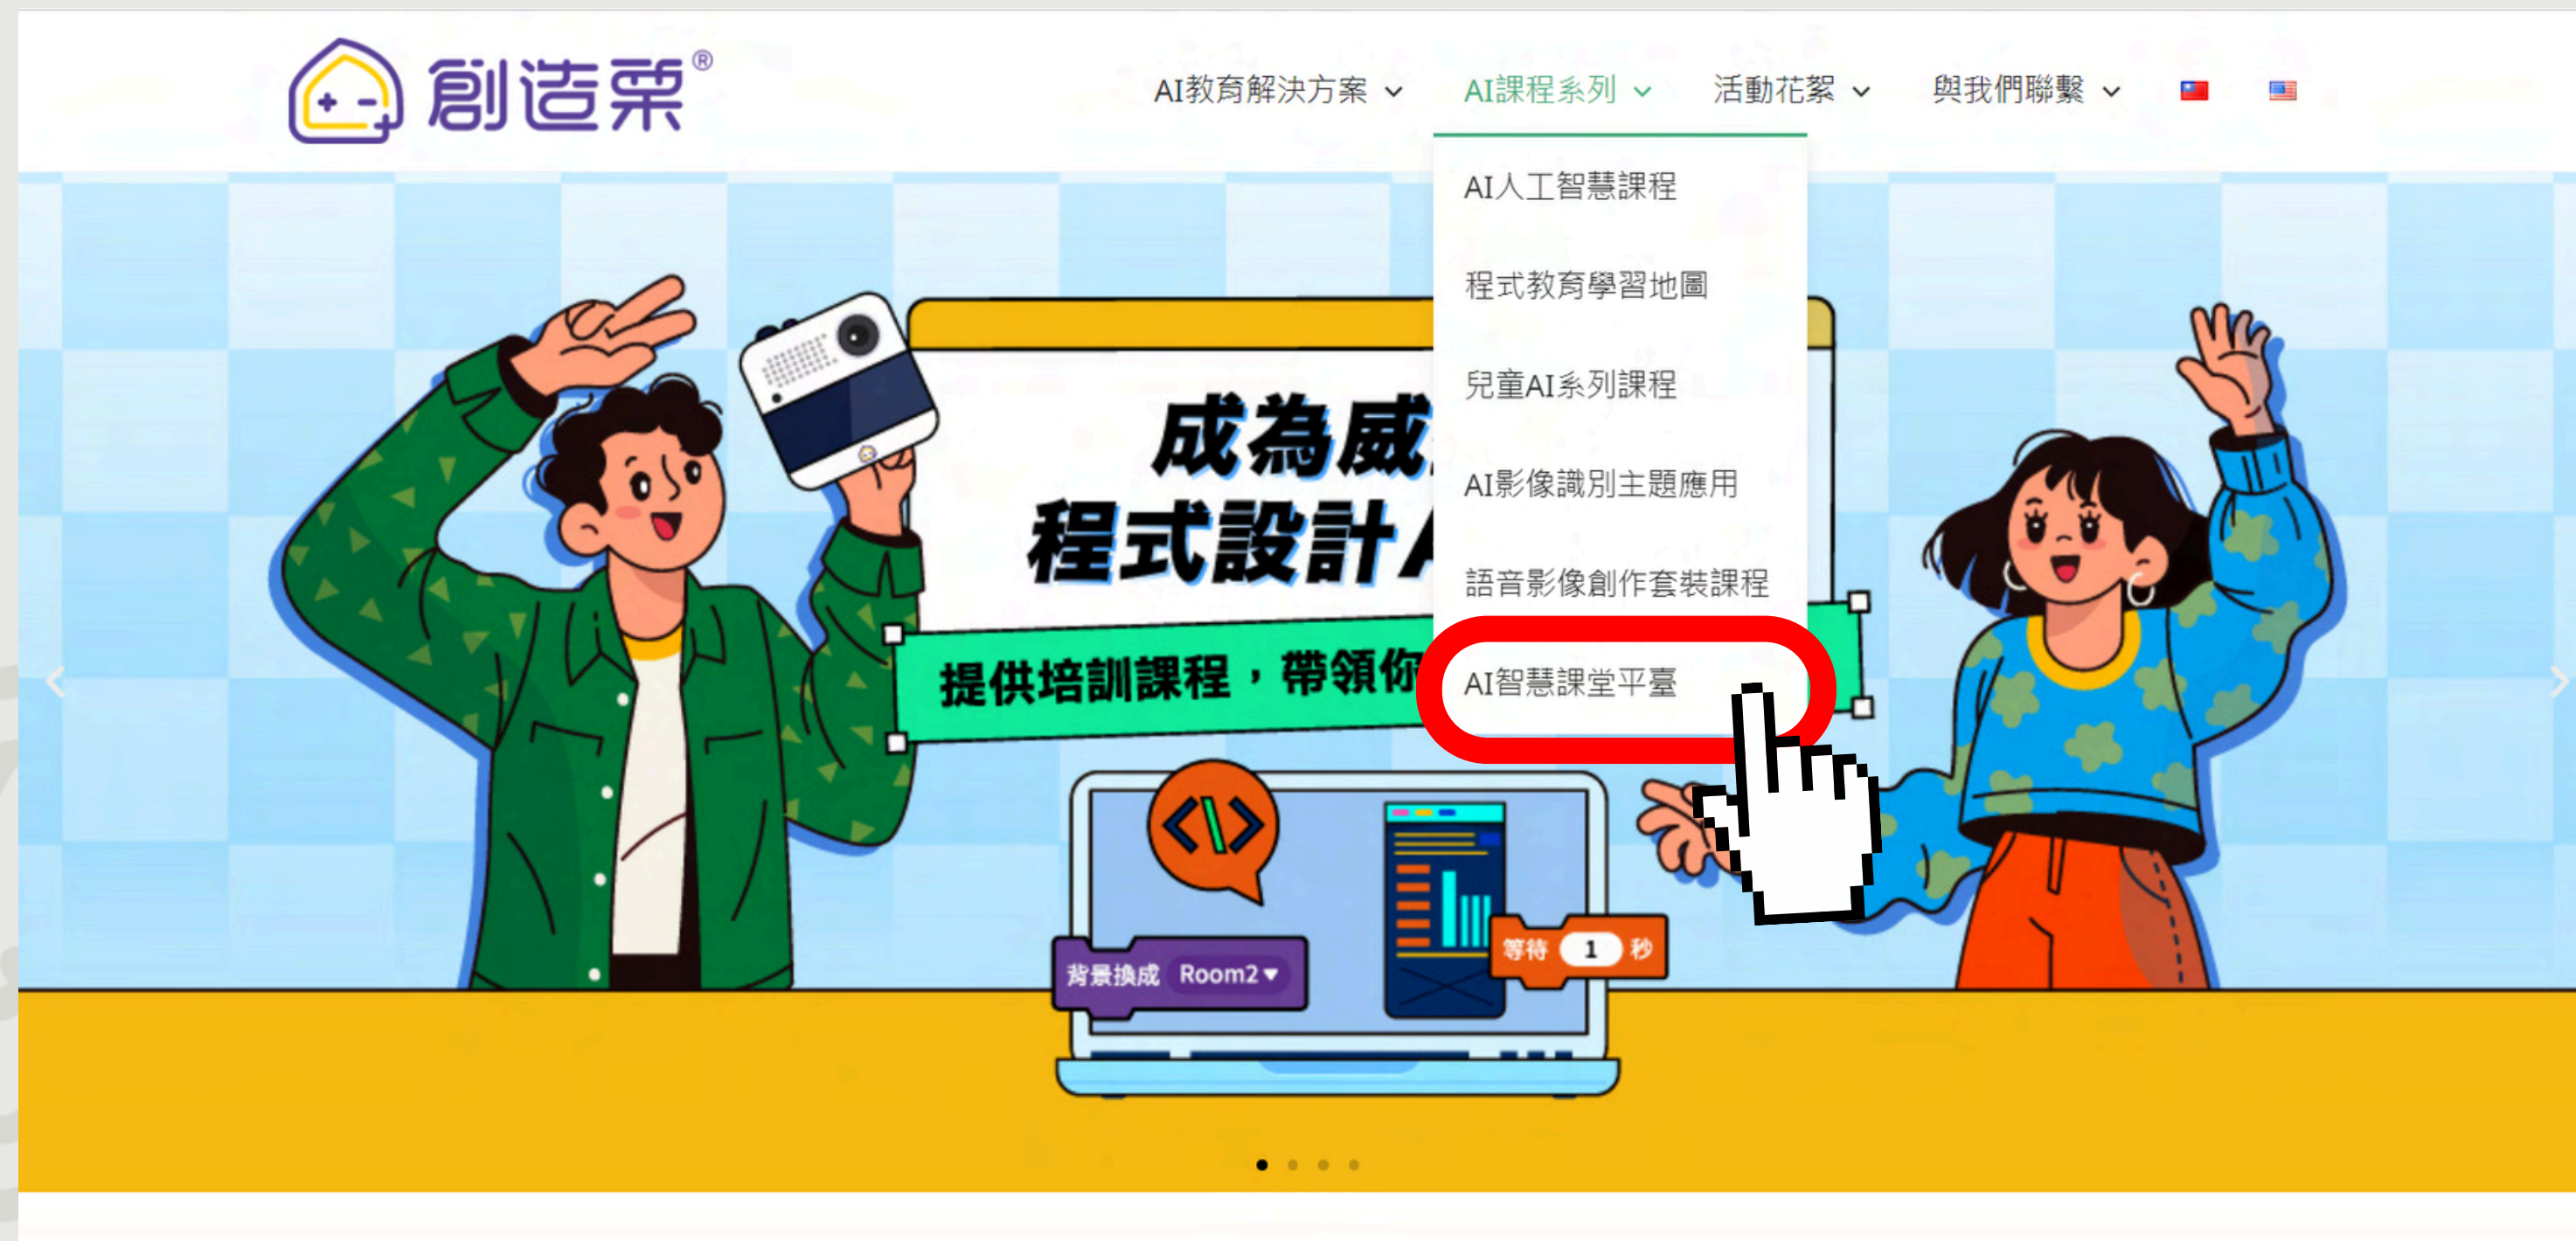 創造栗®
AI教育解決方案 AI課程系列 活動花絮 與我們聯繫
AI人工智慧課程
程式教育學習地圖
兒童AI系列課程
AI影像識別主題應用
語音影像創作套裝課程
AI智慧課堂平臺
成為威
程式設計A
提供培訓課程，帶領你
背景換成 Room2
等待 1 秒